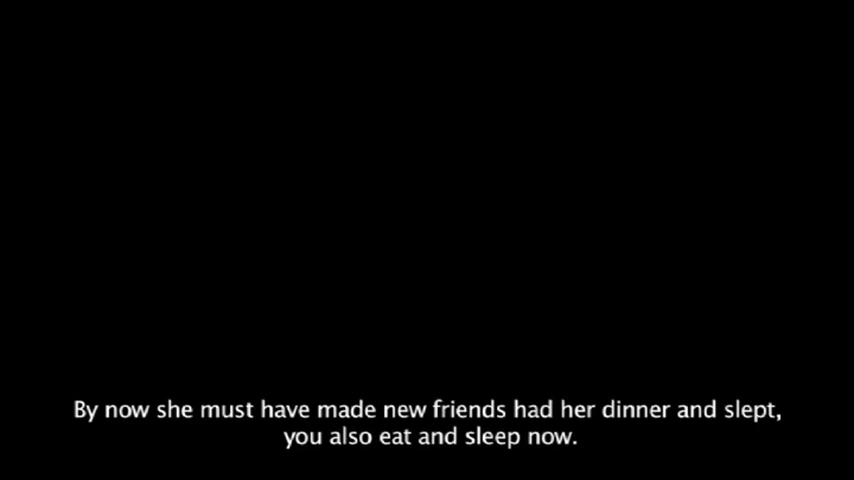 By now she must have made new friends had her dinner and slept,
you also eat and sleep now.